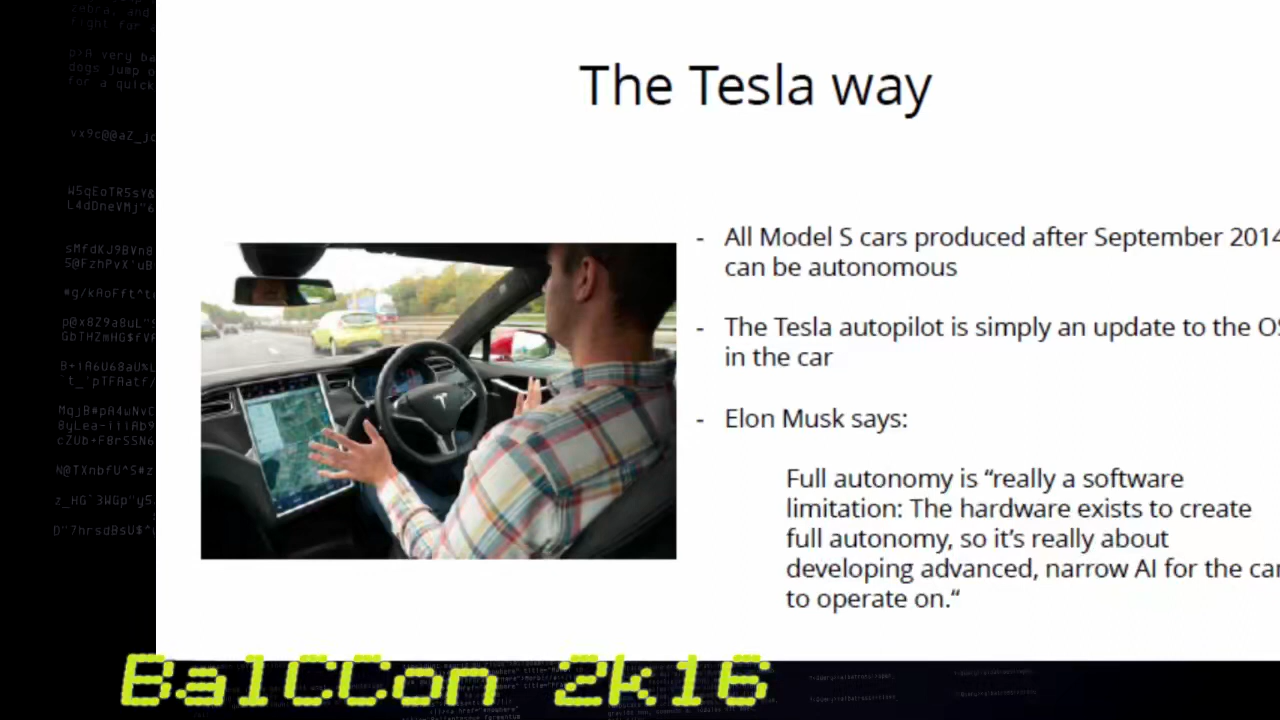 The Tesla way
- All Model S cars produced after September 2014
can be autonomous
- The Tesla autopilot is simply an update to the OS
in the car
- Elon Musk says:
Full autonomy is “really a software
limitation: The hardware exists to create
full autonomy, so it’s really about
developing advanced, narrow AI for the car
to operate on.“
BalCCon 2k16